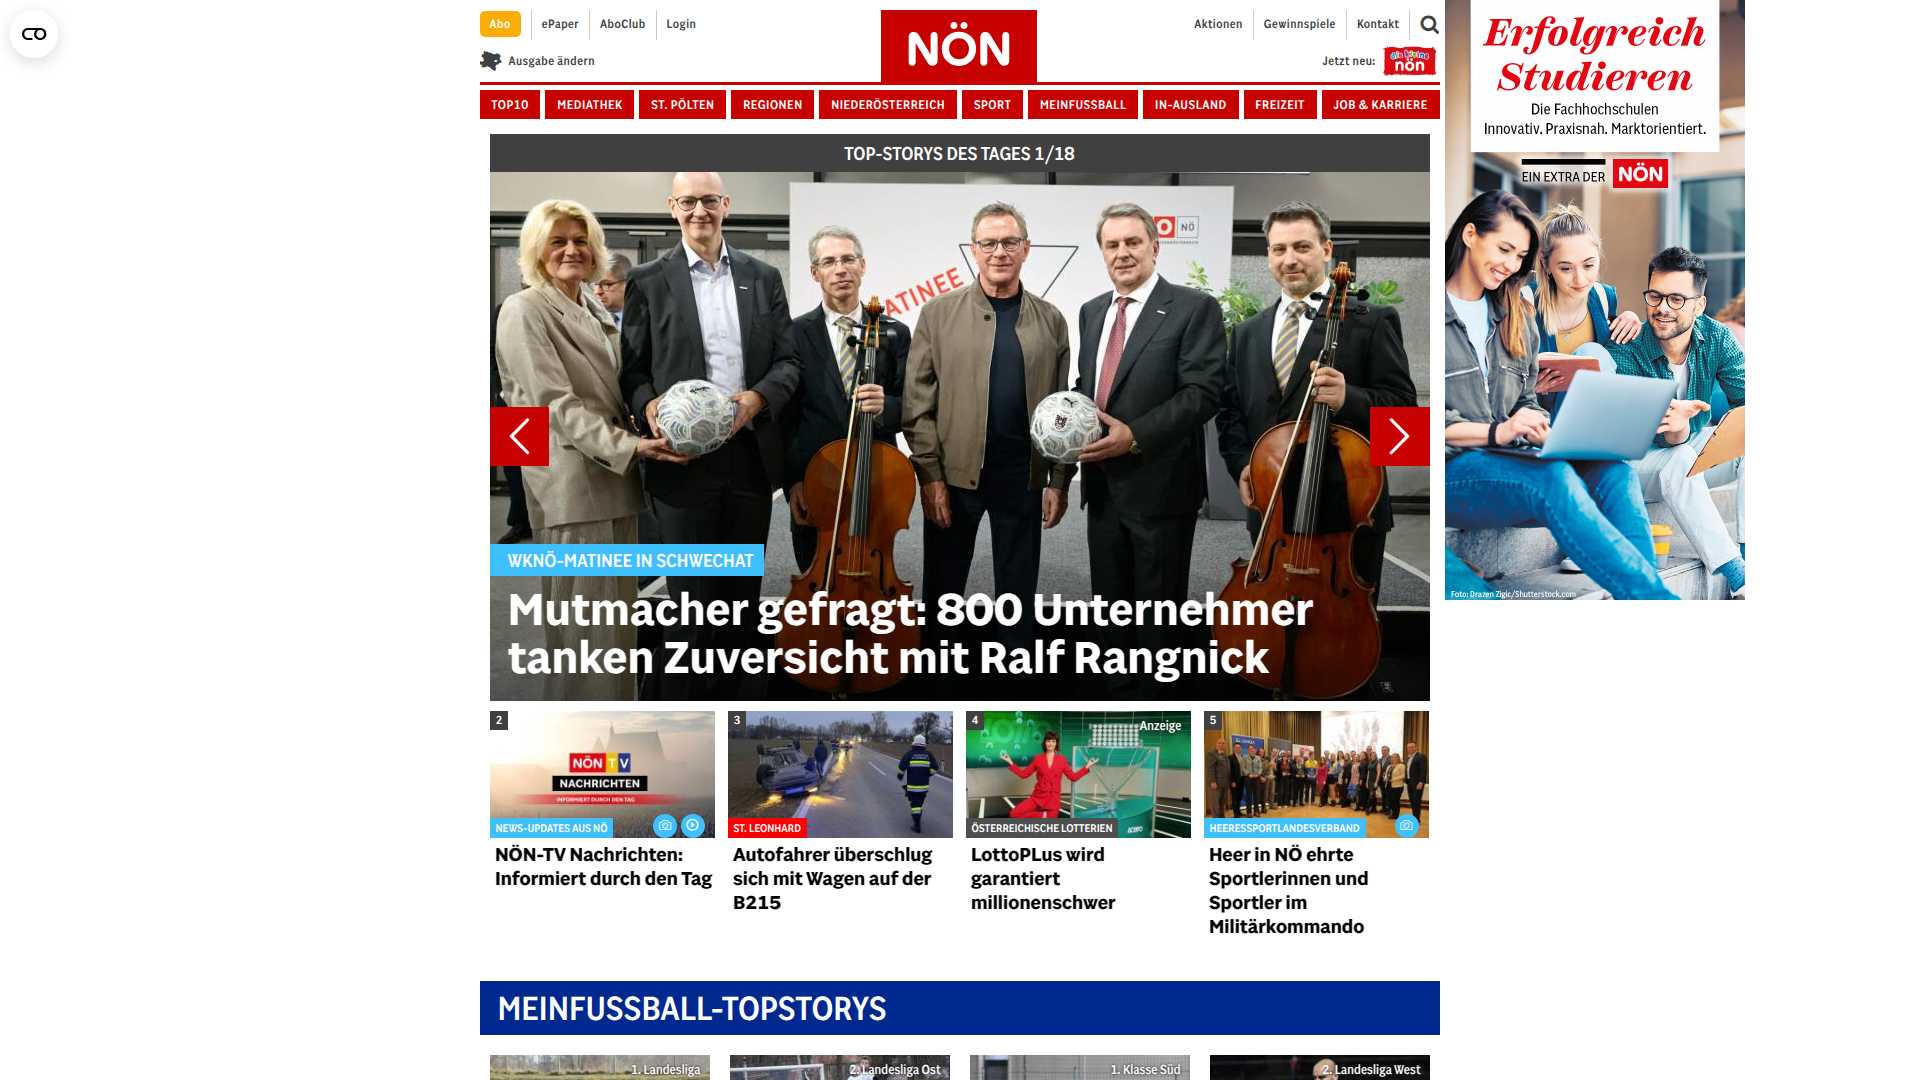 Abo
ePaper
AboClub
Login
NÖN
Aktionen
Gewinnspiele
Kontakt
Ausgabe ändern
Jetzt neu:
die kleine
nön
TOP10
MEDIATHEK
ST. PÖLTEN
REGIONEN
NIEDERÖSTERREICH
SPORT
MEINFUSSBALL
IN-AUSLAND
FREIZEIT
JOB & KARRIERE
TOP-STORYS DES TAGES 1/18
NÖ
ATINEE
WKNÖ-MATINEE IN SCHWECHAT
Mutmacher gefragt: 800 Unternehmer
tanken Zuversicht mit Ralf Rangnick
2
NÖN TV
NACHRICHTEN
INFORMIERT DURCH DEN TAG
NEWS-UPDATES AUS NÖ
NÖN-TV Nachrichten:
Informiert durch den Tag
3
ST. LEONHARD
Autofahrer überschlug
sich mit Wagen auf der
B215
4
Anzeige
ÖSTERREICHISCHE LOTTERIEN
LottoPLus wird
garantiert
millionenschwer
5
HEERESSPORTLANDESVERBAND
Heer in NÖ ehrte
Sportlerinnen und
Sportler im
Militärkommando
MEINFUSSBALL-TOPSTORYS
1. Landesliga
2. Landesliga Ost
1. Klasse Süd
2. Landesliga West
Erfolgreich
Studieren
Die Fachhochschulen
Innovativ. Praxisnah. Marktorientiert.
EIN EXTRA DER NÖN
Foto: Drazen Zigic/Shutterstock.com